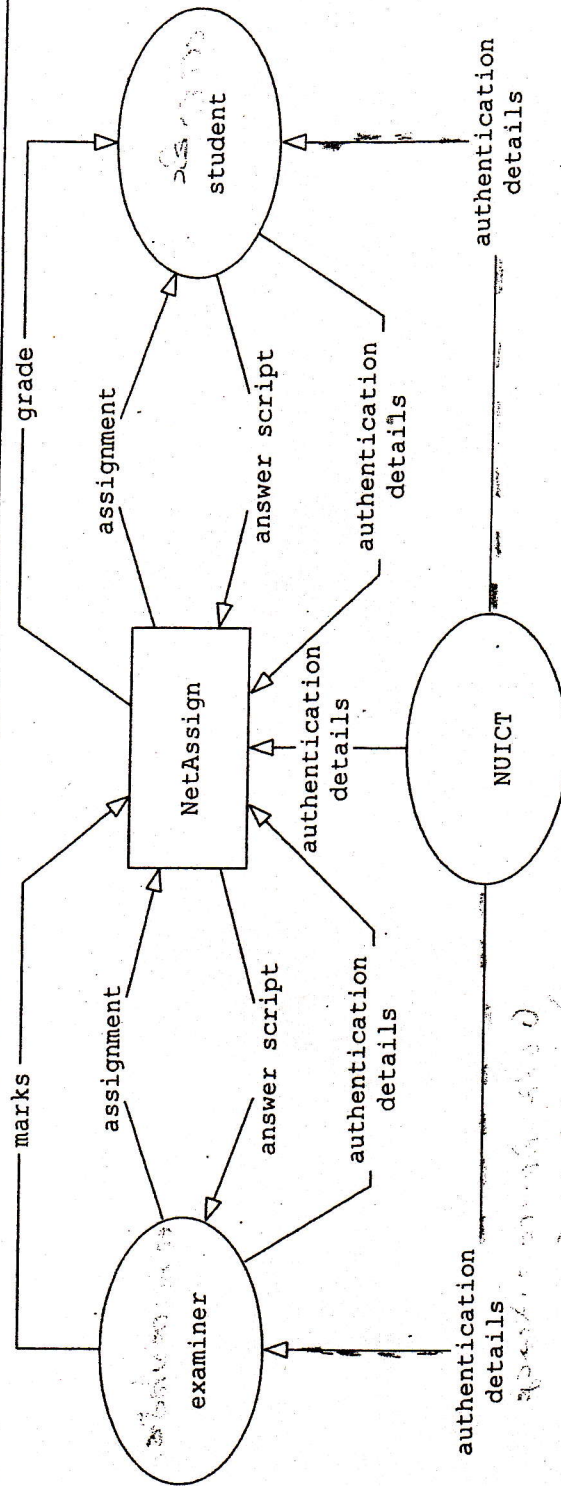 marks
grade
assignment
assignment
examiner
NetAssign
student
answer script
answer script
authentication
details
authentication
details
authentication
details
NUICT
authentication
details
authentication
details